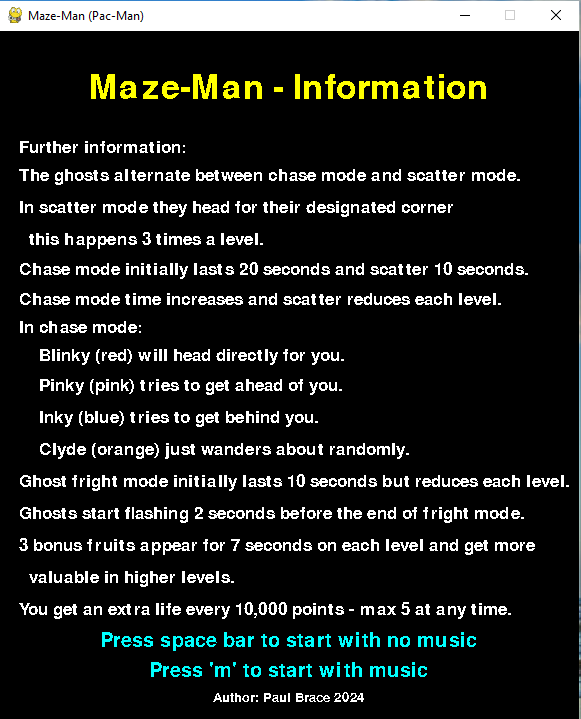 Maze-Man (Pac-Man)
Maze-Man - Information
Further information:
The ghosts alternate between chase mode and scatter mode.
In scatter mode they head for their designated corner
this happens 3 times a level.
Chase mode initially lasts 20 seconds and scatter 10 seconds.
Chase mode time increases and scatter reduces each level.
In chase mode:
Blinky (red) will head directly for you.
Pinky (pink) tries to get ahead of you.
Inky (blue) tries to get behind you.
Clyde (orange) just wanders about randomly.
Ghost fright mode initially lasts 10 seconds but reduces each level.
Ghosts start flashing 2 seconds before the end of fright mode.
3 bonus fruits appear for 7 seconds on each level and get more
valuable in higher levels.
You get an extra life every 10,000 points - max 5 at any time.
Press space bar to start with no music
Press 'm' to start with music
Author: Paul Brace 2024